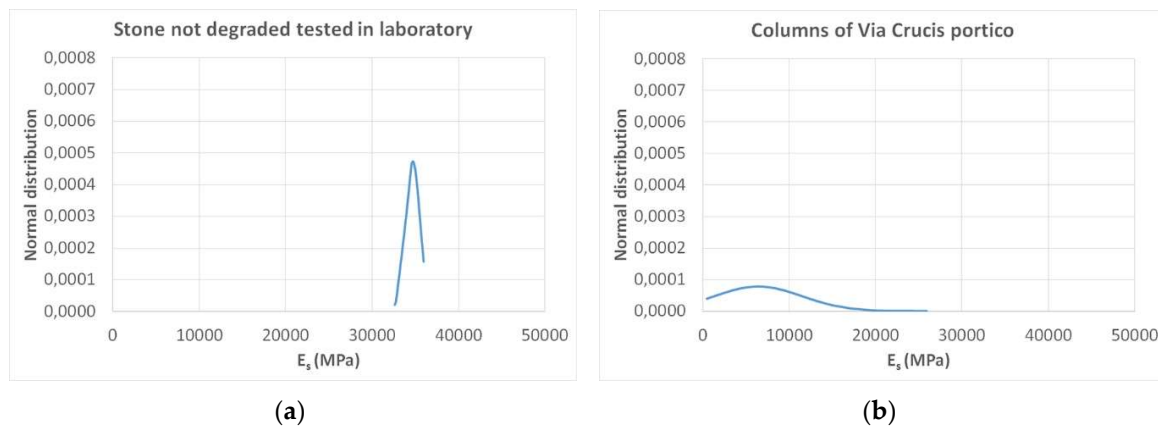 Stone not degraded tested in laboratory
0,0008
0,0007
0,0006
0,0005
0,0004
0,0003
0,0002
0,0001
0,0000
Normal distribution
0 10000 20000 30000 40000 50000
Es (MPa)
(a)
Columns of Via Crucis portico
0,0008
0,0007
0,0006
0,0005
0,0004
0,0003
0,0002
0,0001
0,0000
Normal distribution
0 10000 20000 30000 40000 50000
Es (MPa)
(b)